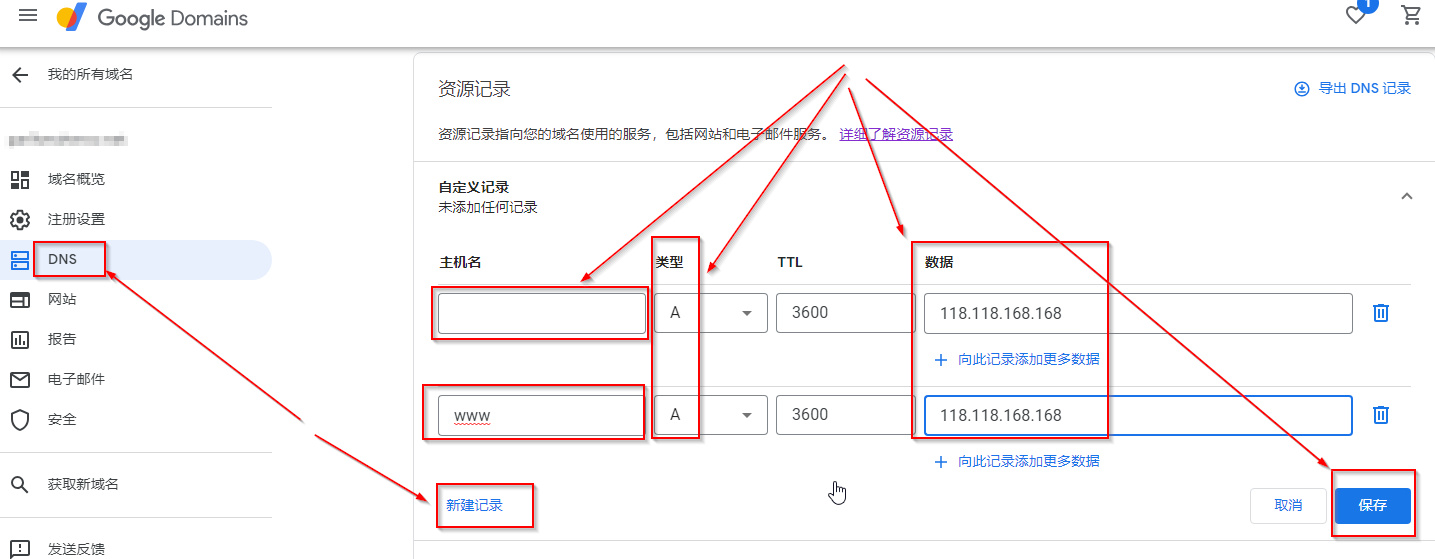 Google Domains
1
我的所有域名
域名概览
注册设置
DNS
网站
报告
电子邮件
安全
获取新域名
发送反馈
资源记录
导出 DNS 记录
资源记录指向您的域名使用的服务，包括网站和电子邮件服务。 详细了解资源记录
自定义记录
未添加任何记录
主机名 类型 TTL 数据
A 3600 118.118.168.168
向此记录添加更多数据
www A 3600 118.118.168.168
向此记录添加更多数据
新建记录 取消 保存